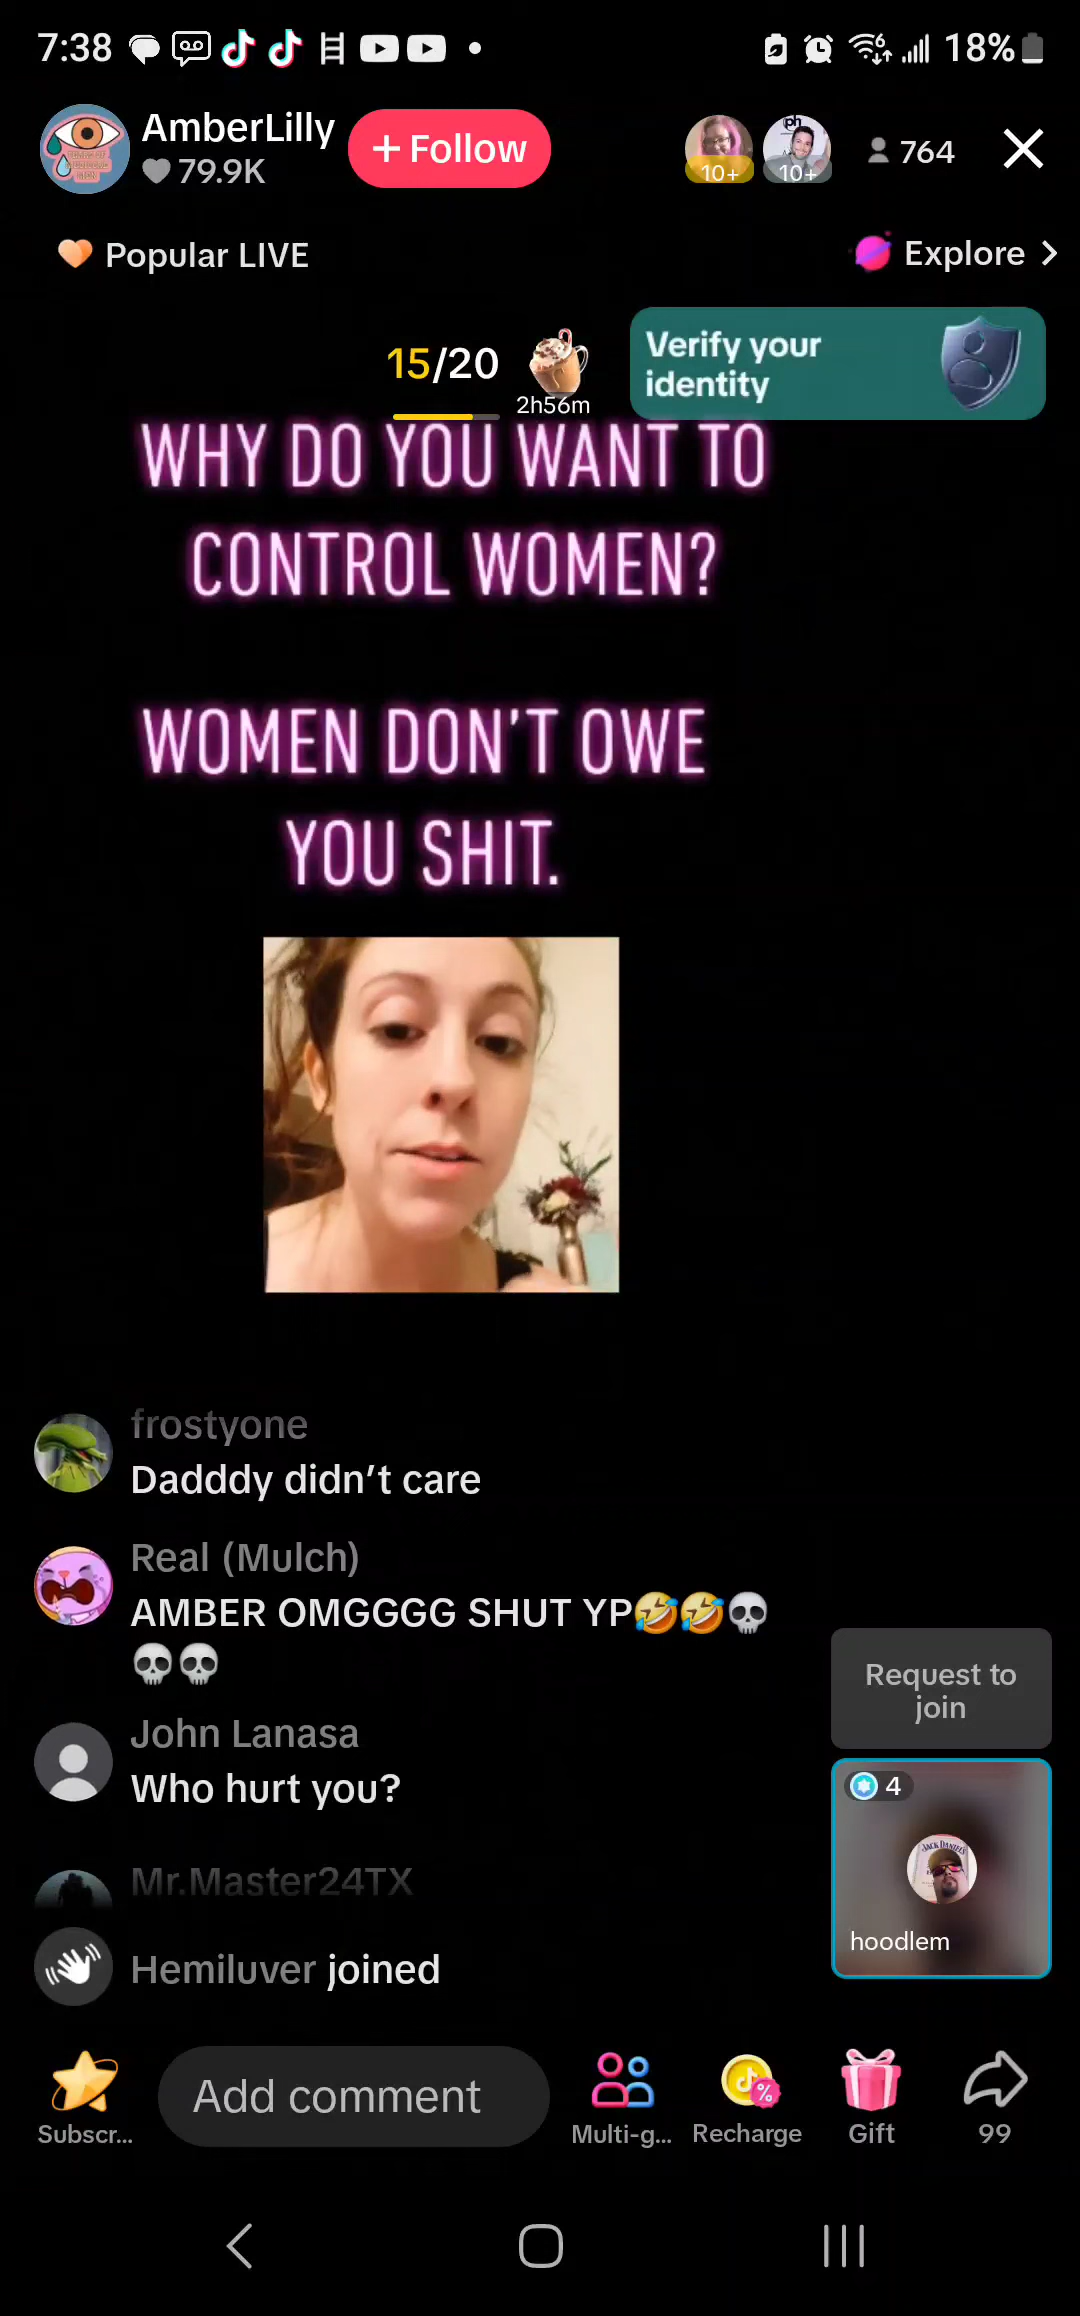 7:38
18%
AmberLilly
79.9K
+ Follow
10+
10+
764
Popular LIVE
Explore >
15/20
2h56m
Verify your
identity
WHY DO YOU WANT TO
CONTROL WOMEN?
WOMEN DON'T OWE
YOU SHIT.
frostyone
Dadddy didn't care
Real (Mulch)
AMBER OMGGGG SHUT YP🤣🤣💀
💀💀
John Lanasa
Who hurt you?
Mr.Master24TX
Hemiluver joined
Request to
join
4
JACK DANIEL'S
hoodlem
Subscr...
Add comment
Multi-g...
Recharge
Gift
99